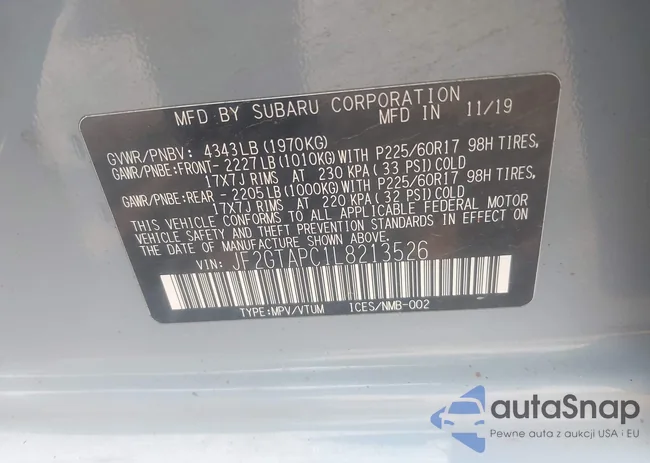 MFD BY SUBARU CORPORATION
MFD IN 11/19
GVWR/PNBV: 4343LB(1970KG)
GAWR/PNBE:FRONT- 2227LB(1010KG)WITH P225/60R17 98H TIRES,
17X7J RIMS AT 230 KPA(33 PSI)COLD
GAWR/PNBE:REAR - 2205LB(1000KG)WITH P225/60R17 98H TIRES,
17X7J RIMS AT 220 KPA(32 PSI)COLD
THIS VEHICLE CONFORMS TO ALL APPLICABLE FEDERAL MOTOR
VEHICLE SAFETY AND THEFT PREVENTION STANDARDS IN EFFECT ON
THE DATE OF MANUFACTURE SHOWN ABOVE.
VIN: JF2GTAPC1L8213526
TYPE:MPV/VTUM ICES/NMB-002
autaSnap
Pewne auta z aukcji USA i EU